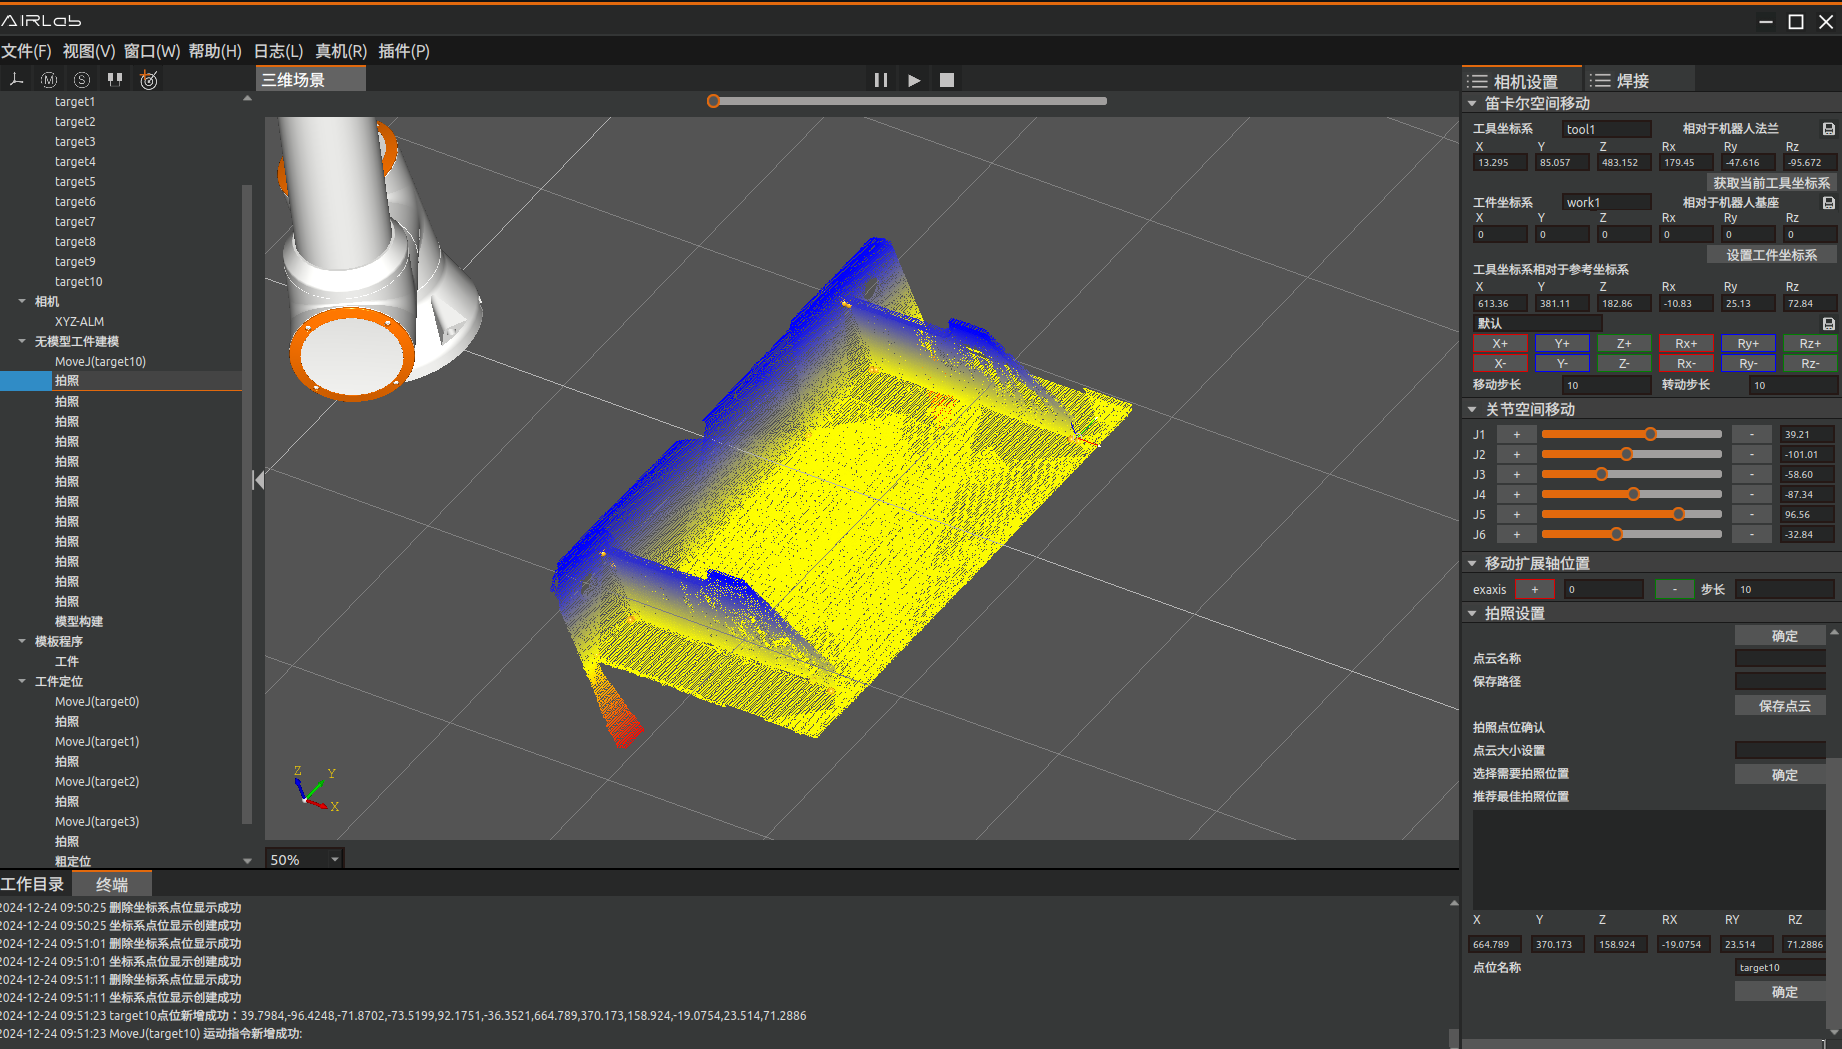 AIRLab
文件(F) 视图(V) 窗口(W) 帮助(H) 日志(L) 真机(R) 插件(P)
M S
三维场景
target1
target2
target3
target4
target5
target6
target7
target8
target9
target10
相机
XYZ-ALM
无模型工件建模
MoveJ(target10)
拍照
拍照
拍照
拍照
拍照
拍照
拍照
拍照
拍照
拍照
拍照
拍照
模型构建
模板程序
工件
工件定位
MoveJ(target0)
拍照
MoveJ(target1)
拍照
MoveJ(target2)
拍照
MoveJ(target3)
拍照
粗定位
Z Y X
50%
相机设置 焊接
笛卡尔空间移动
工具坐标系 tool1 相对于机器人法兰
X Y Z Rx Ry Rz
13.295 85.057 483.152 179.45 -47.616 -95.672
获取当前工具坐标系
工件坐标系 work1 相对于机器人基座
X Y Z Rx Ry Rz
0 0 0 0 0 0
设置工件坐标系
工具坐标系相对于参考坐标系
X Y Z Rx Ry Rz
613.36 381.11 182.86 -10.83 25.13 72.84
默认
X+ Y+ Z+ Rx+ Ry+ Rz+
X- Y- Z- Rx- Ry- Rz-
移动步长 10 转动步长 10
关节空间移动
J1 + - 39.21
J2 + - -101.01
J3 + - -58.60
J4 + - -87.34
J5 + - 96.56
J6 + - -32.84
移动扩展轴位置
exaxis + 0 - 步长 10
拍照设置
确定
点云名称
保存路径
保存点云
拍照点位确认
点云大小设置
选择需要拍照位置 确定
推荐最佳拍照位置
X Y Z RX RY RZ
664.789 370.173 158.924 -19.0754 23.514 71.2886
点位名称 target10
确定
工作目录 终端
2024-12-24 09:50:25 删除坐标系点位显示成功
2024-12-24 09:50:25 坐标系点位显示创建成功
2024-12-24 09:51:01 删除坐标系点位显示成功
2024-12-24 09:51:01 坐标系点位显示创建成功
2024-12-24 09:51:11 删除坐标系点位显示成功
2024-12-24 09:51:11 坐标系点位显示创建成功
2024-12-24 09:51:23 target10点位新增成功：39.7984,-96.4248,-71.8702,-73.5199,92.1751,-36.3521,664.789,370.173,158.924,-19.0754,23.514,71.2886
2024-12-24 09:51:23 MoveJ(target10) 运动指令新增成功: